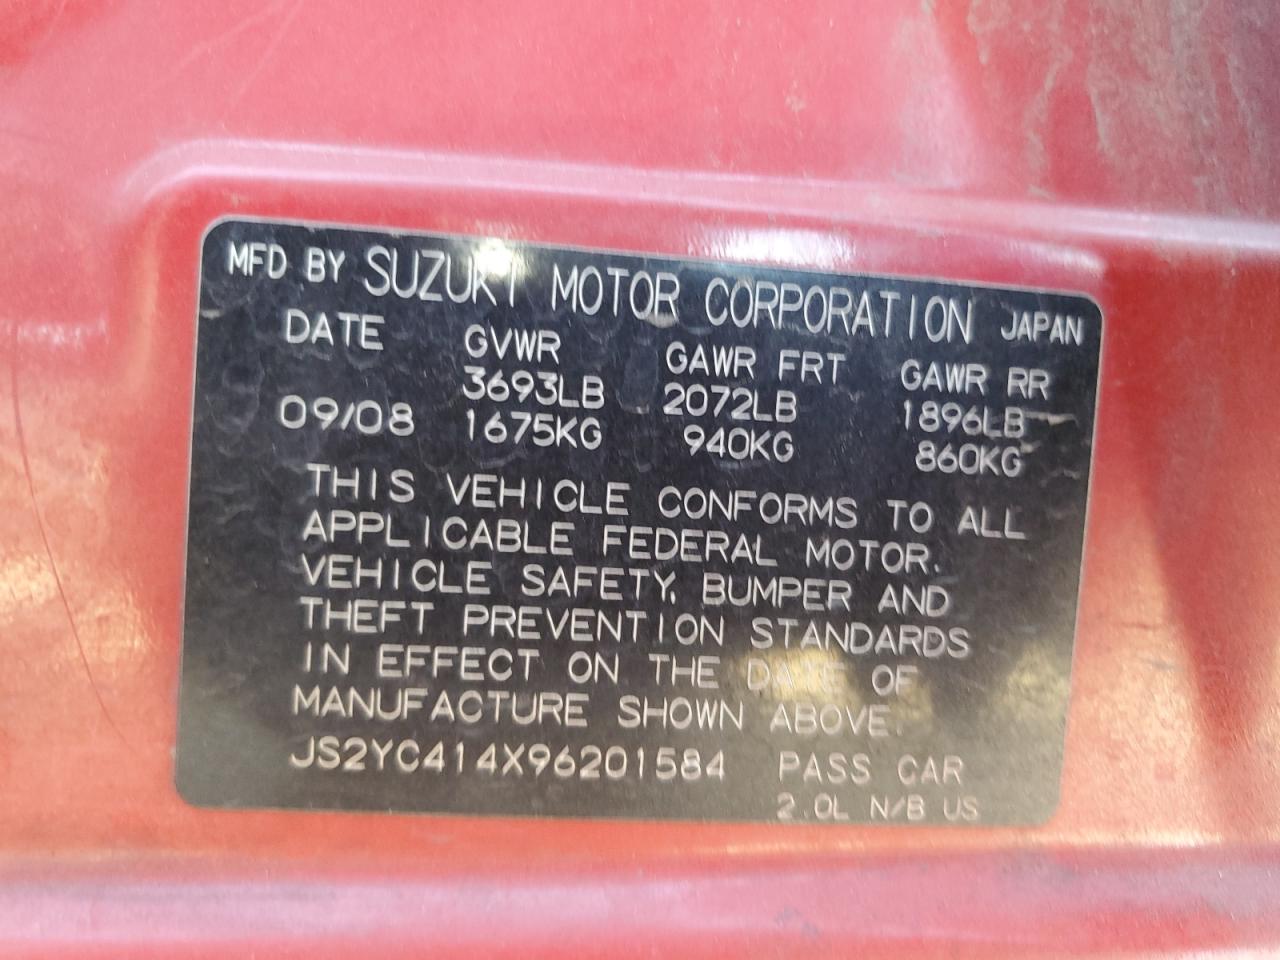 MFD BY SUZUKI MOTOR CORPORATION JAPAN
DATE GVWR GAWR FRT GAWR RR
3693LB 2072LB 1896LB
09/08 1675KG 940KG 860KG
THIS VEHICLE CONFORMS TO ALL
APPLICABLE FEDERAL MOTOR.
VEHICLE SAFETY, BUMPER AND
THEFT PREVENTION STANDARDS
IN EFFECT ON THE DATE OF
MANUFACTURE SHOWN ABOVE.
JS2YC414X96201584 PASS CAR
2.0L N/B US